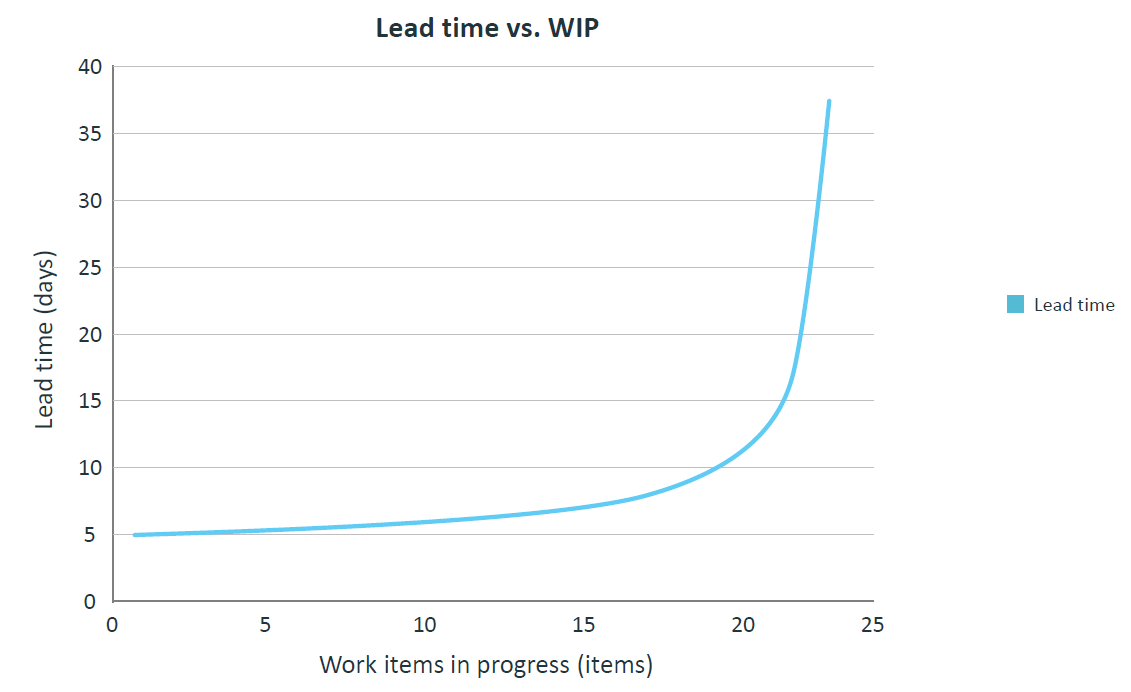 Lead time vs. WIP
40
35
30
25
20
15
10
5
0
Lead time (days)
0 5 10 15 20 25
Work items in progress (items)
Lead time